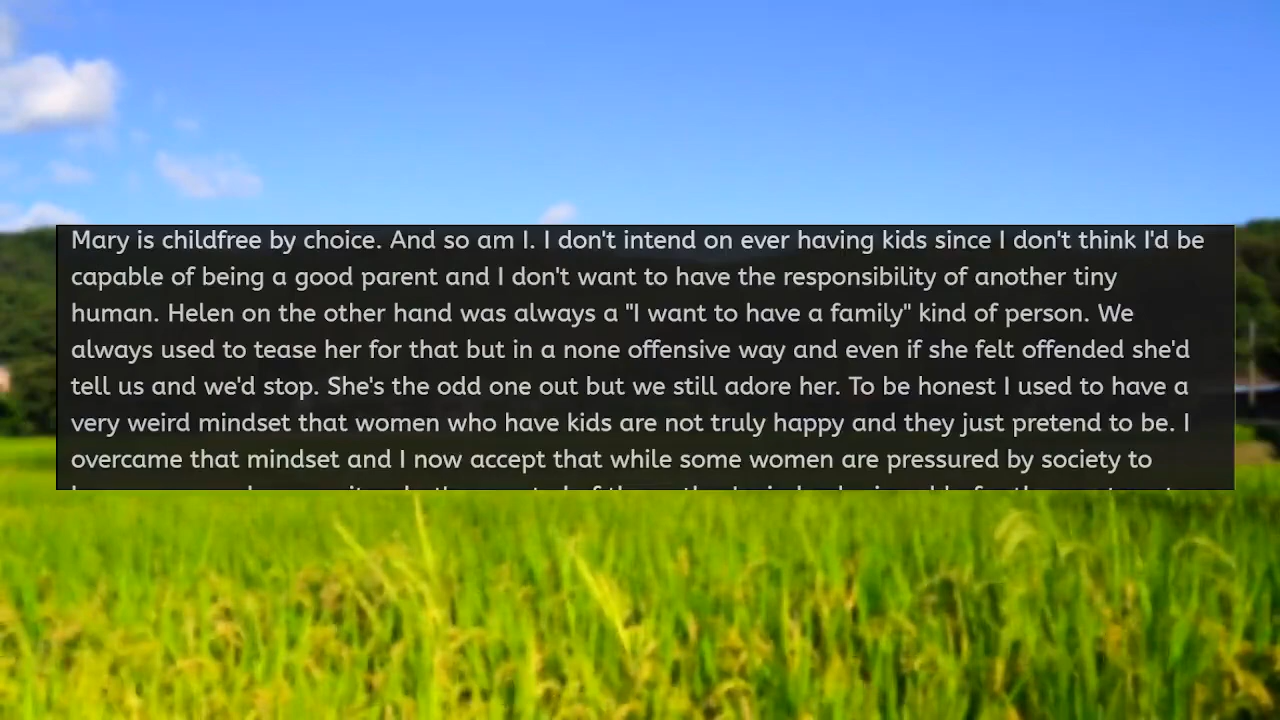 Mary is childfree by choice. And so am I. I don't intend on ever having kids since I don't think I'd be
capable of being a good parent and I don't want to have the responsibility of another tiny
human. Helen on the other hand was always a "I want to have a family" kind of person. We
always used to tease her for that but in a none offensive way and even if she felt offended she'd
tell us and we'd stop. She's the odd one out but we still adore her. To be honest I used to have a
very weird mindset that women who have kids are not truly happy and they just pretend to be. I
overcame that mindset and I now accept that while some women are pressured by society to